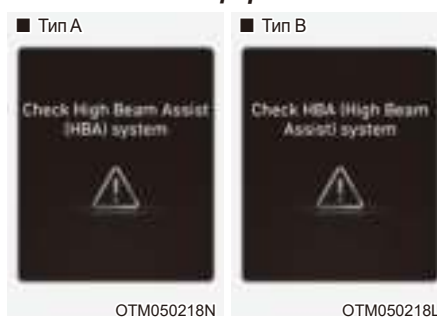 ■ Тип A
Check High Beam Assist
(HBA) system
OTM050218N
■ Тип B
Check HBA (High Beam
Assist) system
OTM050218L